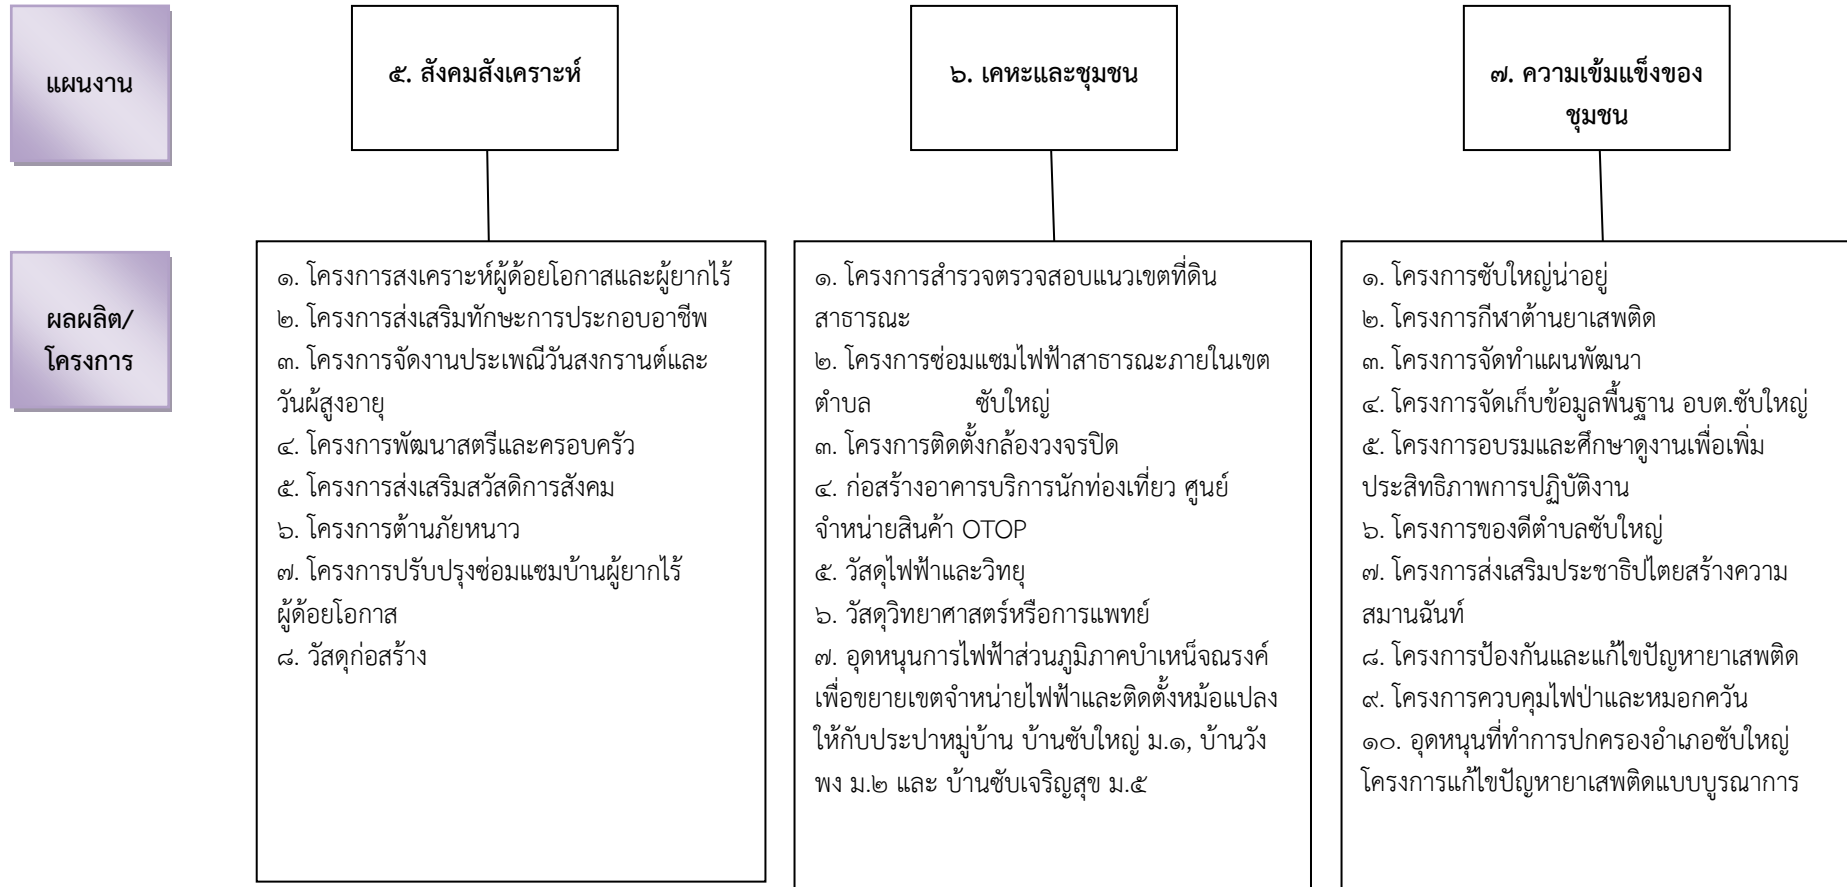 แผนงาน
๕. สังคมสังเคราะห์
๖. เคหะและชุมชน
๗. ความเข้มแข็งของ
ชุมชน
ผลผลิต/
โครงการ
๑. โครงการสงเคราะห์ผู้ด้อยโอกาสและผู้ยากไร้
๒. โครงการส่งเสริมทักษะการประกอบอาชีพ
๓. โครงการจัดงานประเพณีวันสงกรานต์และ
วันผู้สูงอายุ
๔. โครงการพัฒนาสตรีและครอบครัว
๕. โครงการส่งเสริมสวัสดิการสังคม
๖. โครงการต้านภัยหนาว
๗. โครงการปรับปรุงซ่อมแซมบ้านผู้ยากไร้
ผู้ด้อยโอกาส
๘. วัสดุก่อสร้าง
๑. โครงการสำรวจตรวจสอบแนวเขตที่ดิน
สาธารณะ
๒. โครงการซ่อมแซมไฟฟ้าสาธารณะภายในเขต
ตำบล ซับใหญ่
๓. โครงการติดตั้งกล้องวงจรปิด
๔. ก่อสร้างอาคารบริการนักท่องเที่ยว ศูนย์
จำหน่ายสินค้า OTOP
๕. วัสดุไฟฟ้าและวิทยุ
๖. วัสดุวิทยาศาสตร์หรือการแพทย์
๗. อุดหนุนการไฟฟ้าส่วนภูมิภาคบำเหน็จณรงค์
เพื่อขยายเขตจำหน่ายไฟฟ้าและติดตั้งหม้อแปลง
ให้กับประปาหมู่บ้าน บ้านซับใหญ่ ม.๑, บ้านวัง
พง ม.๒ และ บ้านซับเจริญสุข ม.๕
๑. โครงการซับใหญ่น่าอยู่
๒. โครงการกีฬาต้านยาเสพติด
๓. โครงการจัดทำแผนพัฒนา
๔. โครงการจัดเก็บข้อมูลพื้นฐาน อบต.ซับใหญ่
๕. โครงการอบรมและศึกษาดูงานเพื่อเพิ่ม
ประสิทธิภาพการปฏิบัติงาน
๖. โครงการของดีตำบลซับใหญ่
๗. โครงการส่งเสริมประชาธิปไตยสร้างความ
สมานฉันท์
๘. โครงการป้องกันและแก้ไขปัญหายาเสพติด
๙. โครงการควบคุมไฟป่าและหมอกควัน
๑๐. อุดหนุนที่ทำการปกครองอำเภอซับใหญ่
โครงการแก้ไขปัญหายาเสพติดแบบบูรณาการ